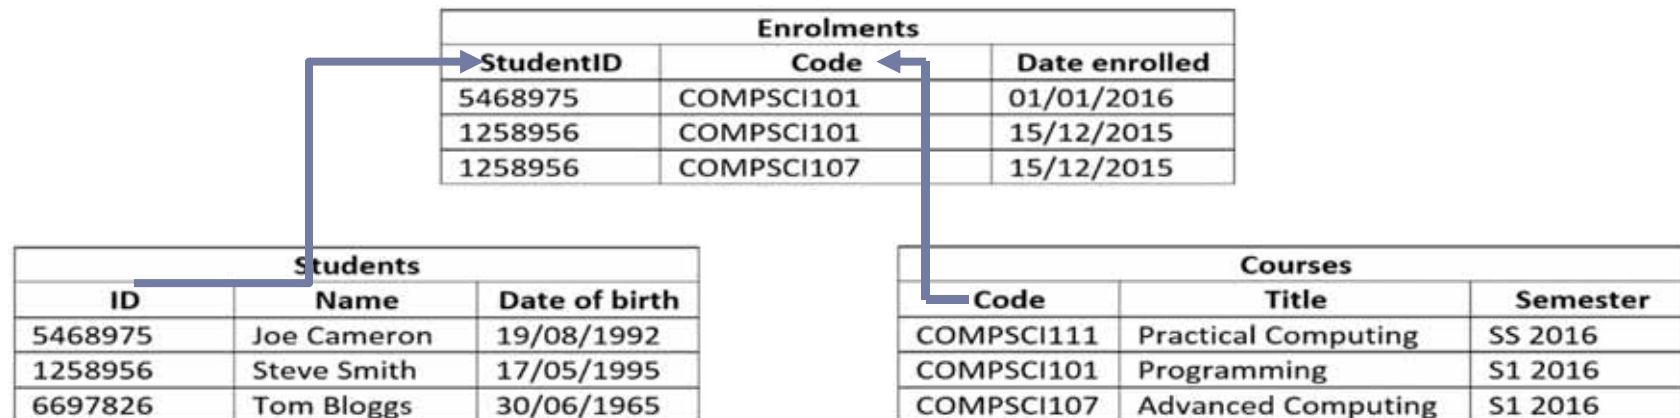 Enrolments
StudentID Code Date enrolled
5468975 COMPSCI101 01/01/2016
1258956 COMPSCI101 15/12/2015
1258956 COMPSCI107 15/12/2015
Students
ID Name Date of birth
5468975 Joe Cameron 19/08/1992
1258956 Steve Smith 17/05/1995
6697826 Tom Bloggs 30/06/1965
Courses
Code Title Semester
COMPSCI111 Practical Computing SS 2016
COMPSCI101 Programming S1 2016
COMPSCI107 Advanced Computing S1 2016